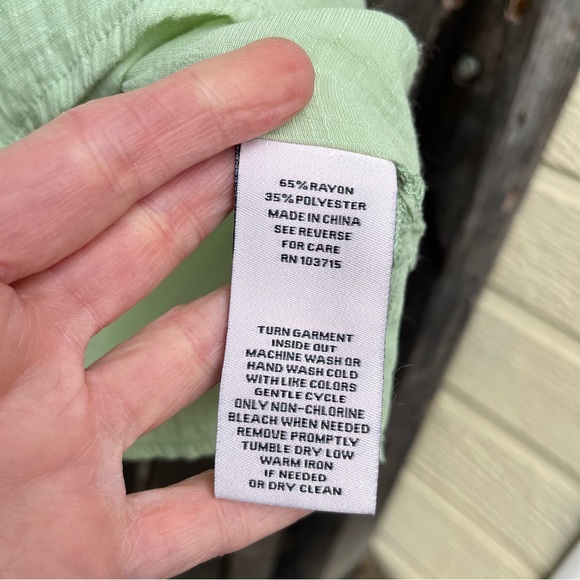 65% RAYON
35% POLYESTER
MADE IN CHINA
SEE REVERSE
FOR CARE
RN 103715
TURN GARMENT
INSIDE OUT
MACHINE WASH OR
HAND WASH COLD
WITH LIKE COLORS
GENTLE CYCLE
ONLY NON-CHLORINE
BLEACH WHEN NEEDED
REMOVE PROMPTLY
TUMBLE DRY LOW
WARM IRON
IF NEEDED
OR DRY CLEAN